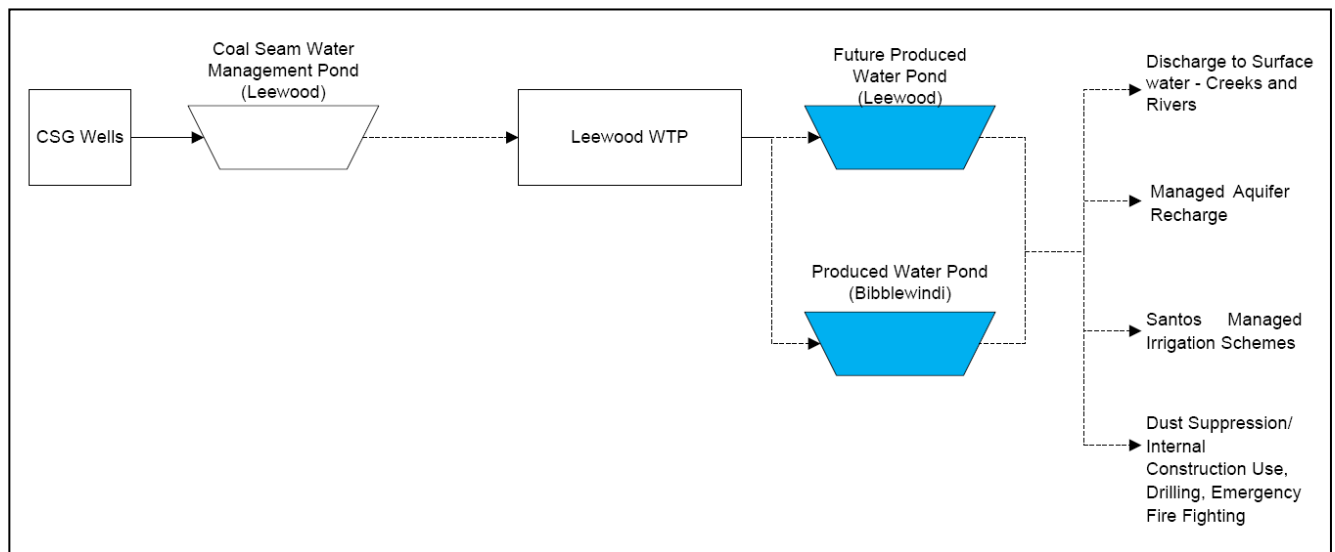 Coal Seam Water
Management Pond
(Leewood)
CSG Wells
Leewood WTP
Future Produced
Water Pond
(Leewood)
Produced Water Pond
(Bibblewindi)
Discharge to Surface
water - Creeks and
Rivers
Managed Aquifer
Recharge
Santos Managed
Irrigation Schemes
Dust Suppression/
Internal
Construction Use,
Drilling, Emergency
Fire Fighting